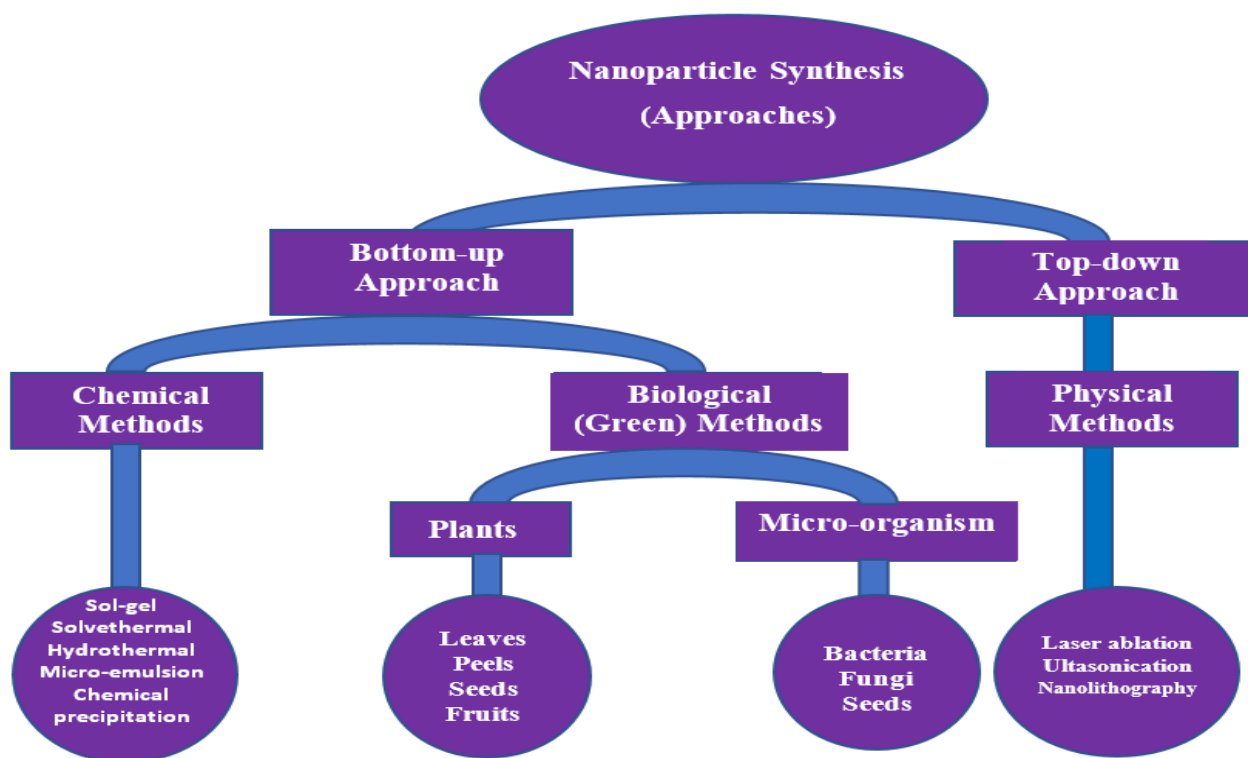 Nanoparticle Synthesis
(Approaches)
Bottom-up
Approach
Top-down
Approach
Chemical
Methods
Biological
(Green) Methods
Physical
Methods
Plants
Micro-organism
Sol-gel
Solvethermal
Hydrothermal
Micro-emulsion
Chemical
precipitation
Leaves
Peels
Seeds
Fruits
Bacteria
Fungi
Seeds
Laser ablation
Ultasonication
Nanolithography